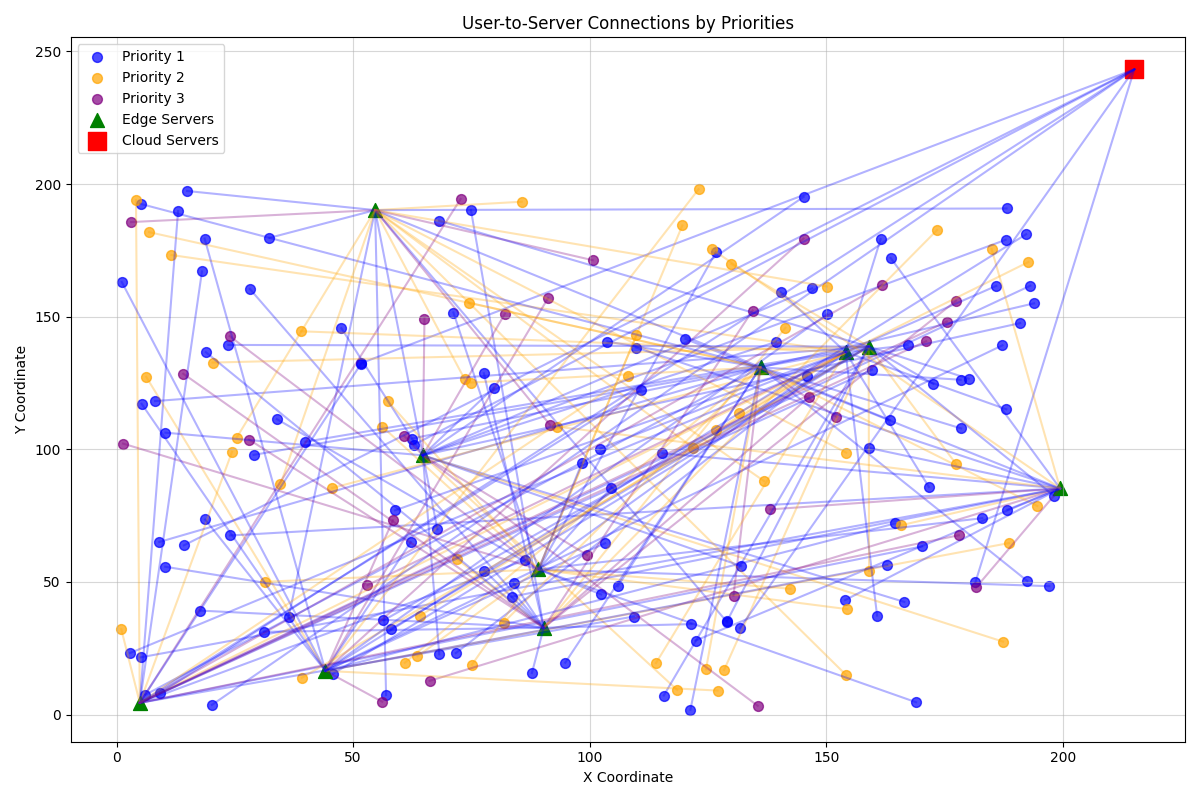 User-to-Server Connections by Priorities
Priority 1
Priority 2
Priority 3
Edge Servers
Cloud Servers
250
200
150
100
50
0
Y Coordinate
0 50 100 150 200
X Coordinate